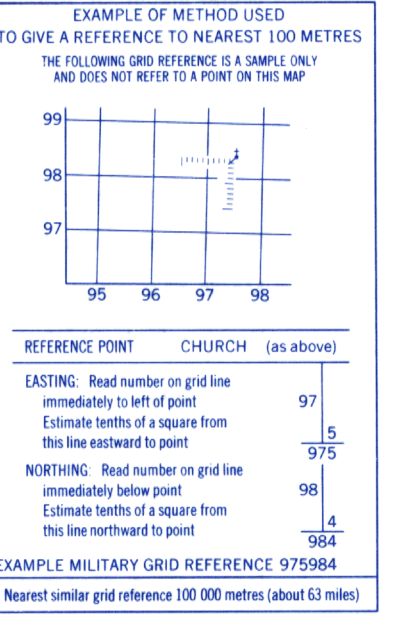 EXAMPLE OF METHOD USED
TO GIVE A REFERENCE TO NEAREST 100 METRES
THE FOLLOWING GRID REFERENCE IS A SAMPLE ONLY
AND DOES NOT REFER TO A POINT ON THIS MAP
99
98
97
95 96 97 98
REFERENCE POINT CHURCH (as above)
EASTING: Read number on grid line
immediately to left of point 97
Estimate tenths of a square from
this line eastward to point 5
975
NORTHING: Read number on grid line
immediately below point 98
Estimate tenths of a square from
this line northward to point 4
984
EXAMPLE MILITARY GRID REFERENCE 975984
Nearest similar grid reference 100 000 metres (about 63 miles)